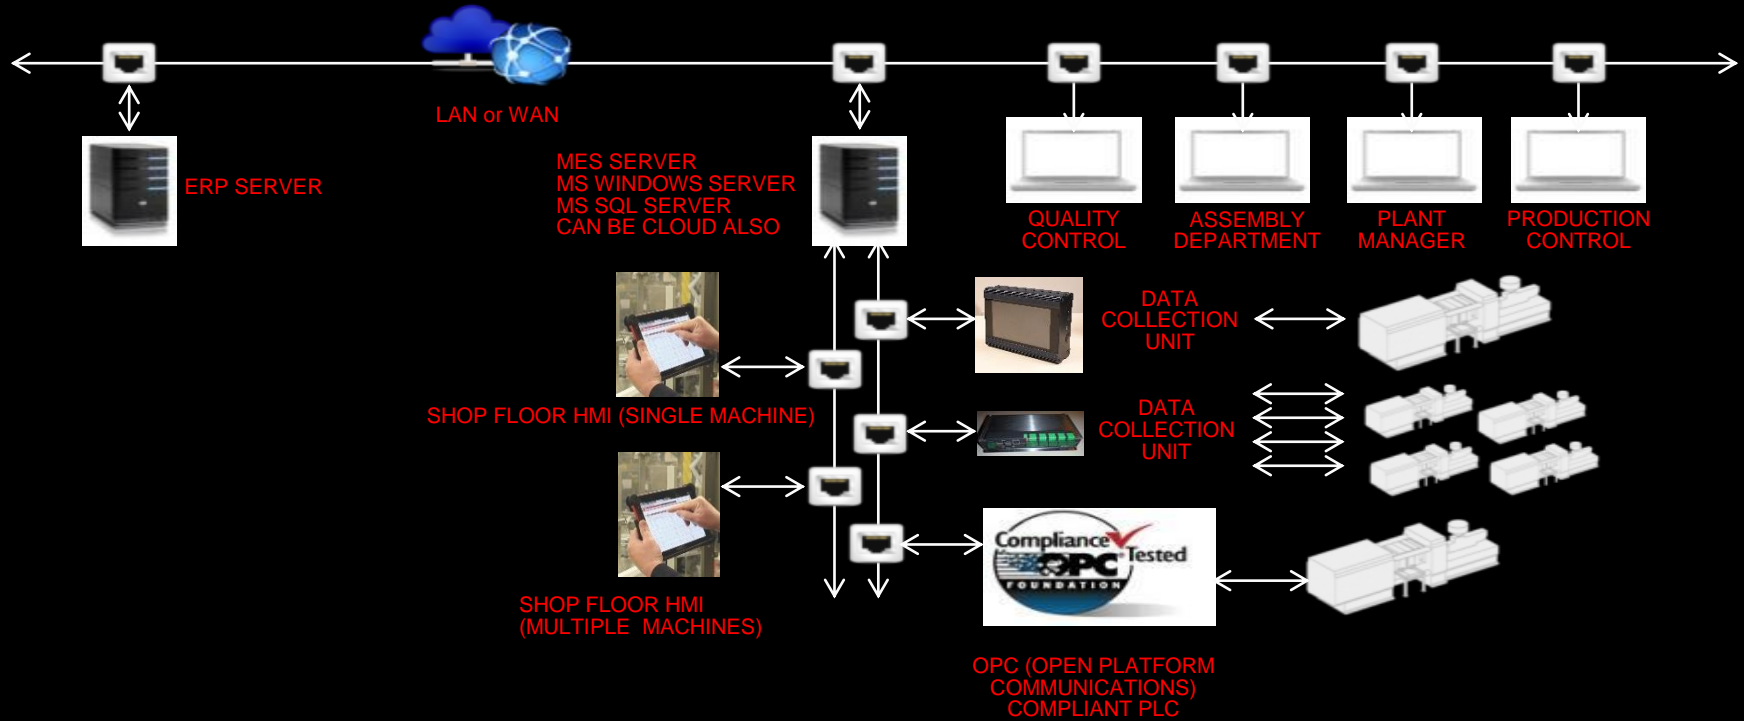 LAN or WAN
ERP SERVER
MES SERVER
MS WINDOWS SERVER
MS SQL SERVER
CAN BE CLOUD ALSO
QUALITY
CONTROL
ASSEMBLY
DEPARTMENT
PLANT
MANAGER
PRODUCTION
CONTROL
DATA
COLLECTION
UNIT
SHOP FLOOR HMI (SINGLE MACHINE)
DATA
COLLECTION
UNIT
Compliance Tested
OPC
FOUNDATION
SHOP FLOOR HMI
(MULTIPLE MACHINES)
OPC (OPEN PLATFORM
COMMUNICATIONS)
COMPLIANT PLC